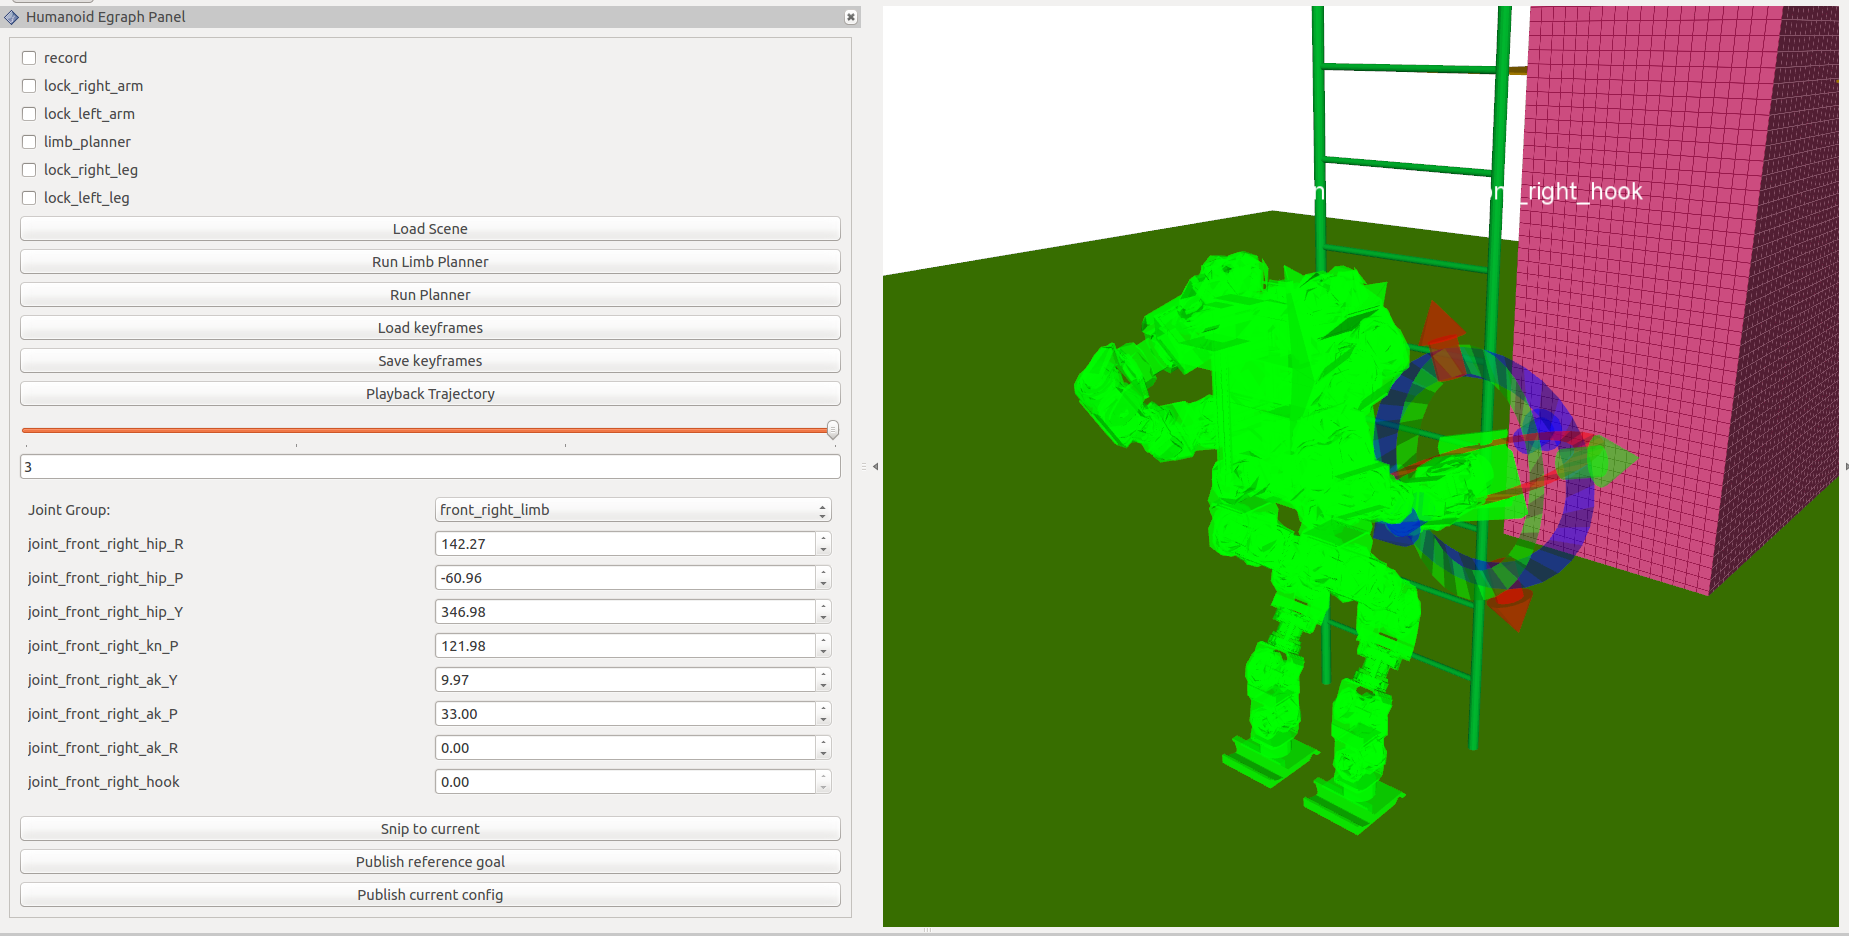 Humanoid Egraph Panel
record
lock_right_arm
lock_left_arm
limb_planner
lock_right_leg
lock_left_leg
Load Scene
Run Limb Planner
Run Planner
Load keyframes
Save keyframes
Playback Trajectory
3
Joint Group: front_right_limb
joint_front_right_hip_R 142.27
joint_front_right_hip_P -60.96
joint_front_right_hip_Y 346.98
joint_front_right_kn_P 121.98
joint_front_right_ak_Y 9.97
joint_front_right_ak_P 33.00
joint_front_right_ak_R 0.00
joint_front_right_hook 0.00
Snip to current
Publish reference goal
Publish current config
_right_hook